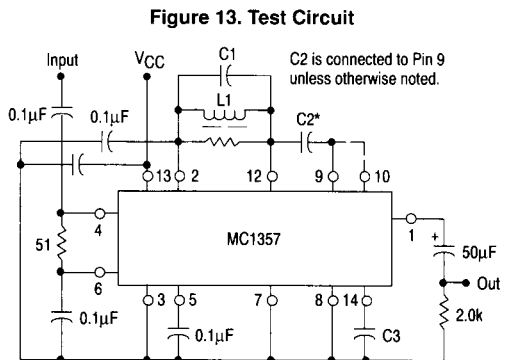 Figure 13. Test Circuit
Input
VCC
C1
C2 is connected to Pin 9
unless otherwise noted.
L1
0.1µF
0.1µF
C2*
13
2
12
9
10
4
1
51
MC1357
+
50µF
6
Out
3
5
7
8
14
0.1µF
0.1µF
C3
2.0k